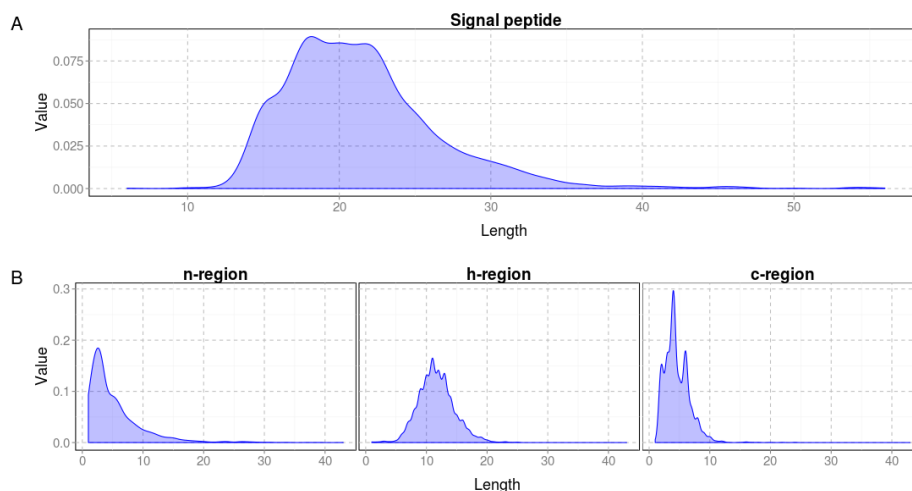 A
Signal peptide
Value
0.075
0.050
0.025
0.000
10 20 30 40 50
Length
B
n-region h-region c-region
Value
0.3
0.2
0.1
0.0
0 10 20 30 40 0 10 20 30 40 0 10 20 30 40
Length